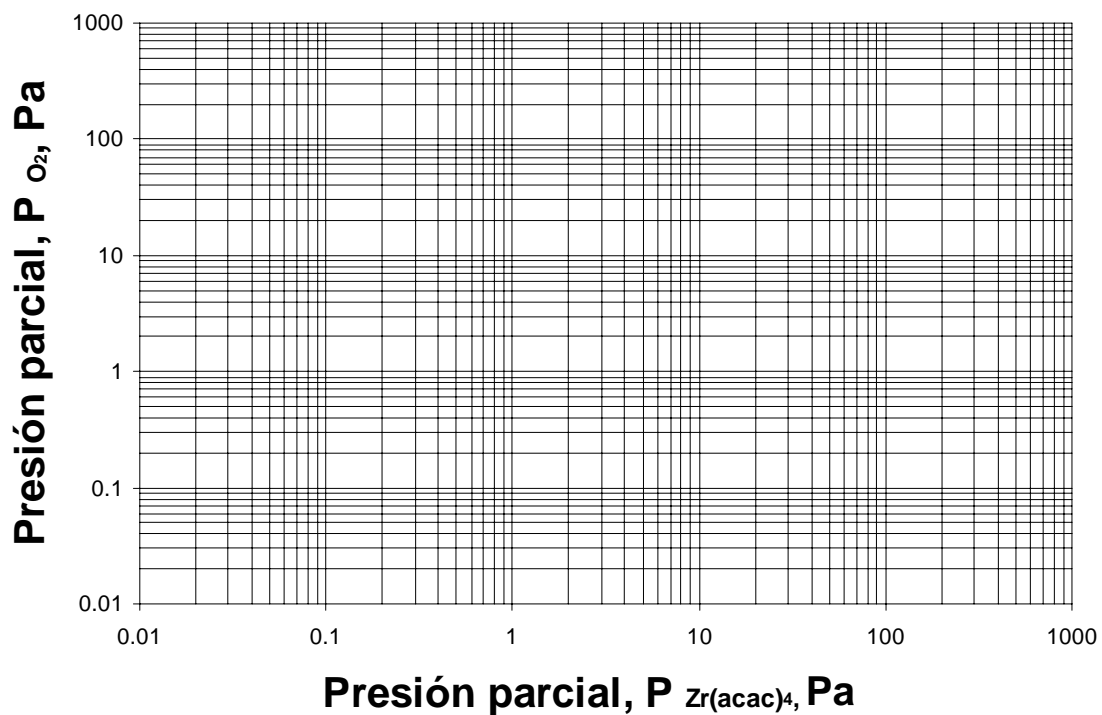 Presión parcial, P O₂, Pa
1000
100
10
1
0.1
0.01
0.01 0.1 1 10 100 1000
Presión parcial, P Zr(acac)₄, Pa